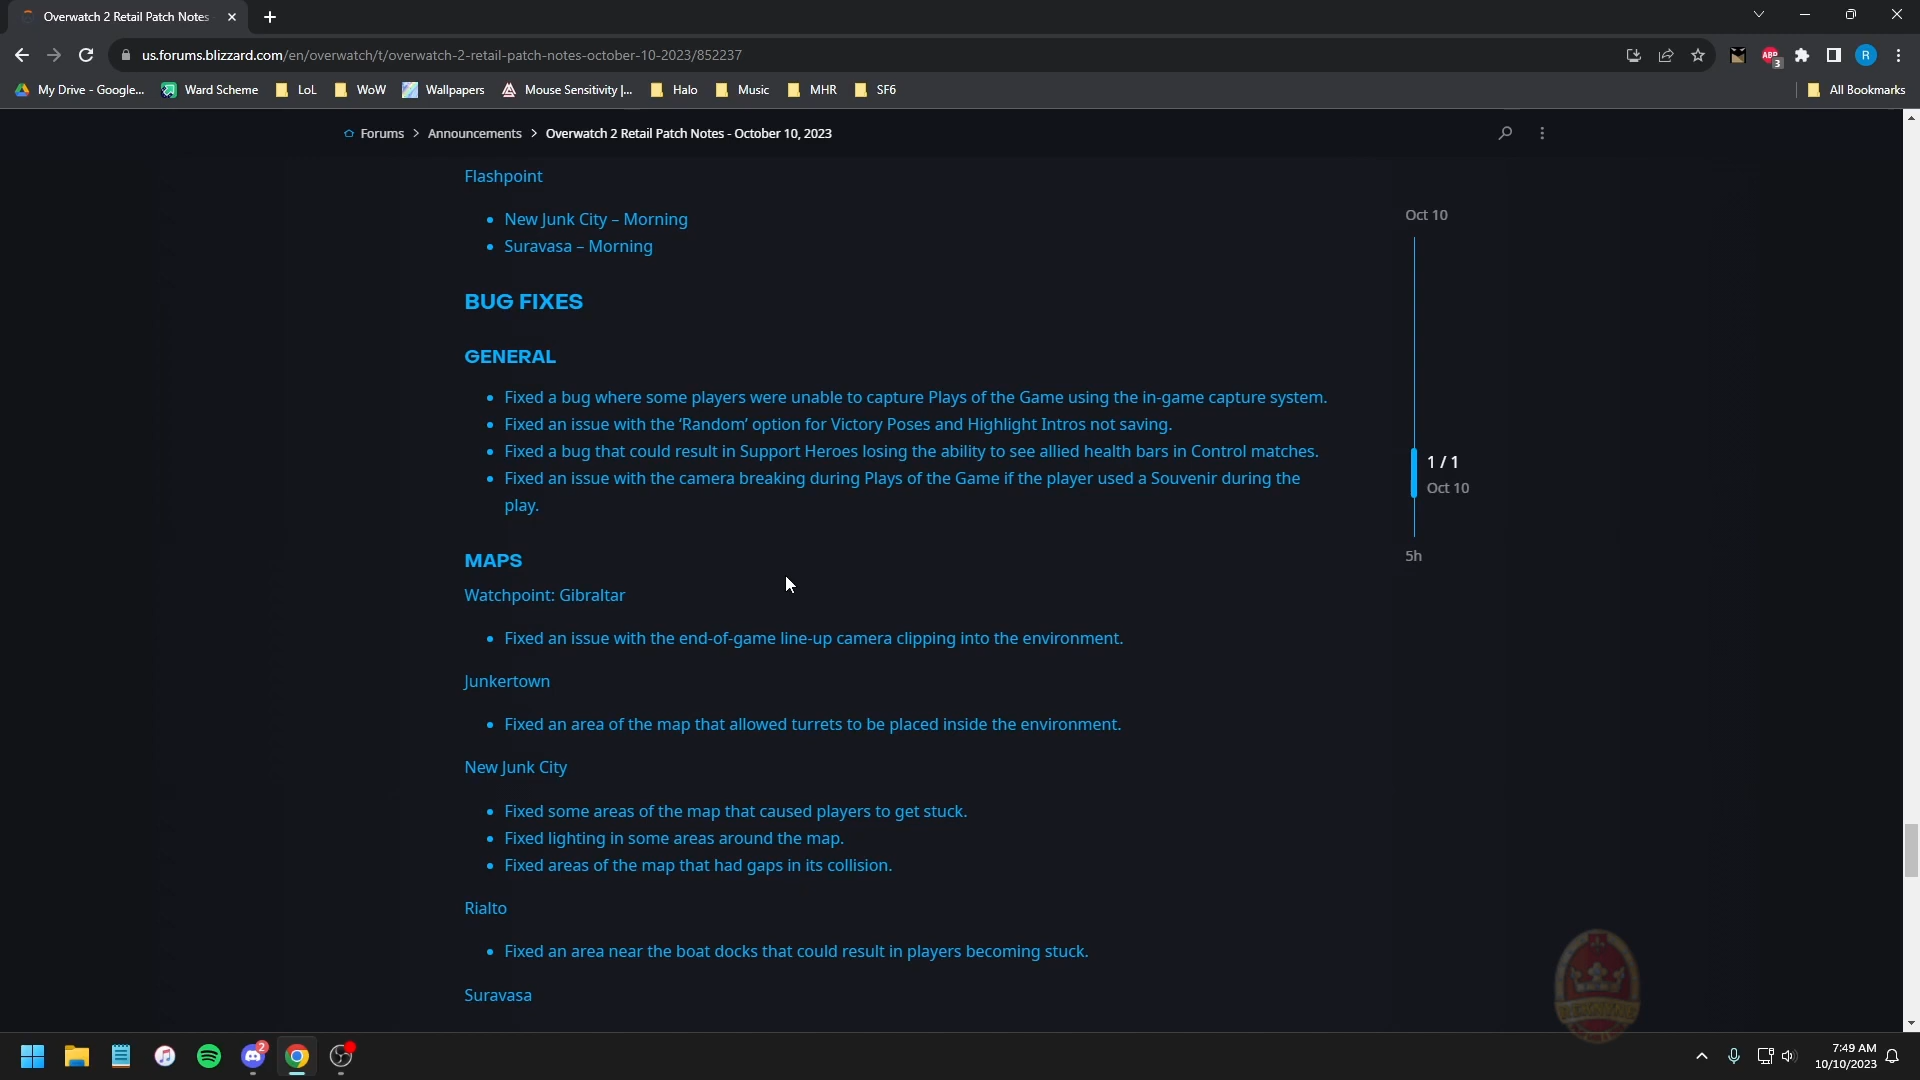 Overwatch 2 Retail Patch Notes
us.forums.blizzard.com/en/overwatch/t/overwatch-2-retail-patch-notes-october-10-2023/852237
ABP
3
R
My Drive - Google...
Ward Scheme
LoL
WoW
Wallpapers
Mouse Sensitivity |...
Halo
Music
MHR
SF6
All Bookmarks
Forums > Announcements > Overwatch 2 Retail Patch Notes - October 10, 2023
Flashpoint
New Junk City – Morning
Suravasa – Morning
Oct 10
BUG FIXES
GENERAL
Fixed a bug where some players were unable to capture Plays of the Game using the in-game capture system.
Fixed an issue with the ‘Random’ option for Victory Poses and Highlight Intros not saving.
Fixed a bug that could result in Support Heroes losing the ability to see allied health bars in Control matches.
Fixed an issue with the camera breaking during Plays of the Game if the player used a Souvenir during the
play.
1 / 1
Oct 10
5h
MAPS
Watchpoint: Gibraltar
Fixed an issue with the end-of-game line-up camera clipping into the environment.
Junkertown
Fixed an area of the map that allowed turrets to be placed inside the environment.
New Junk City
Fixed some areas of the map that caused players to get stuck.
Fixed lighting in some areas around the map.
Fixed areas of the map that had gaps in its collision.
Rialto
Fixed an area near the boat docks that could result in players becoming stuck.
Suravasa
2
7:49 AM
10/10/2023